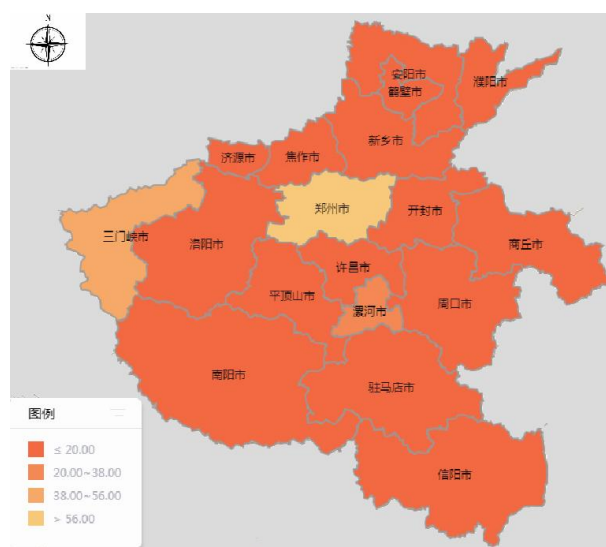 N
安阳市
鹤壁市
濮阳市
新乡市
济源市
焦作市
郑州市
开封市
三门峡市
洛阳市
商丘市
许昌市
平顶山市
漯河市
周口市
南阳市
驻马店市
信阳市
图例
≤ 20.00
20.00~38.00
38.00~56.00
> 56.00